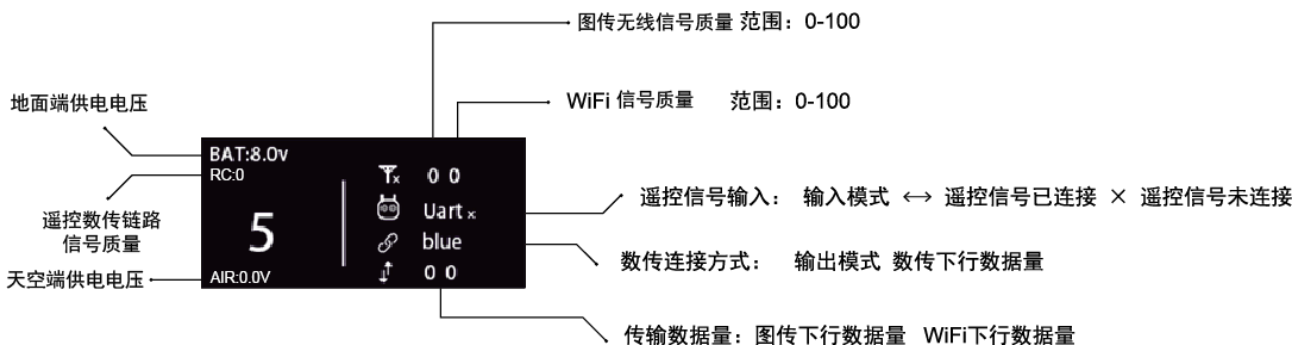 图传无线信号质量 范围：0-100
WiFi 信号质量 范围：0-100
地面端供电电压
BAT:8.0v
RC:0
遥控数传链路
信号质量
5
天空端供电电压
AIR:0.0V
0 0
Uart ×
blue
0 0
遥控信号输入： 输入模式 ↔ 遥控信号已连接 × 遥控信号未连接
数传连接方式： 输出模式 数传下行数据量
传输数据量：图传下行数据量 WiFi下行数据量